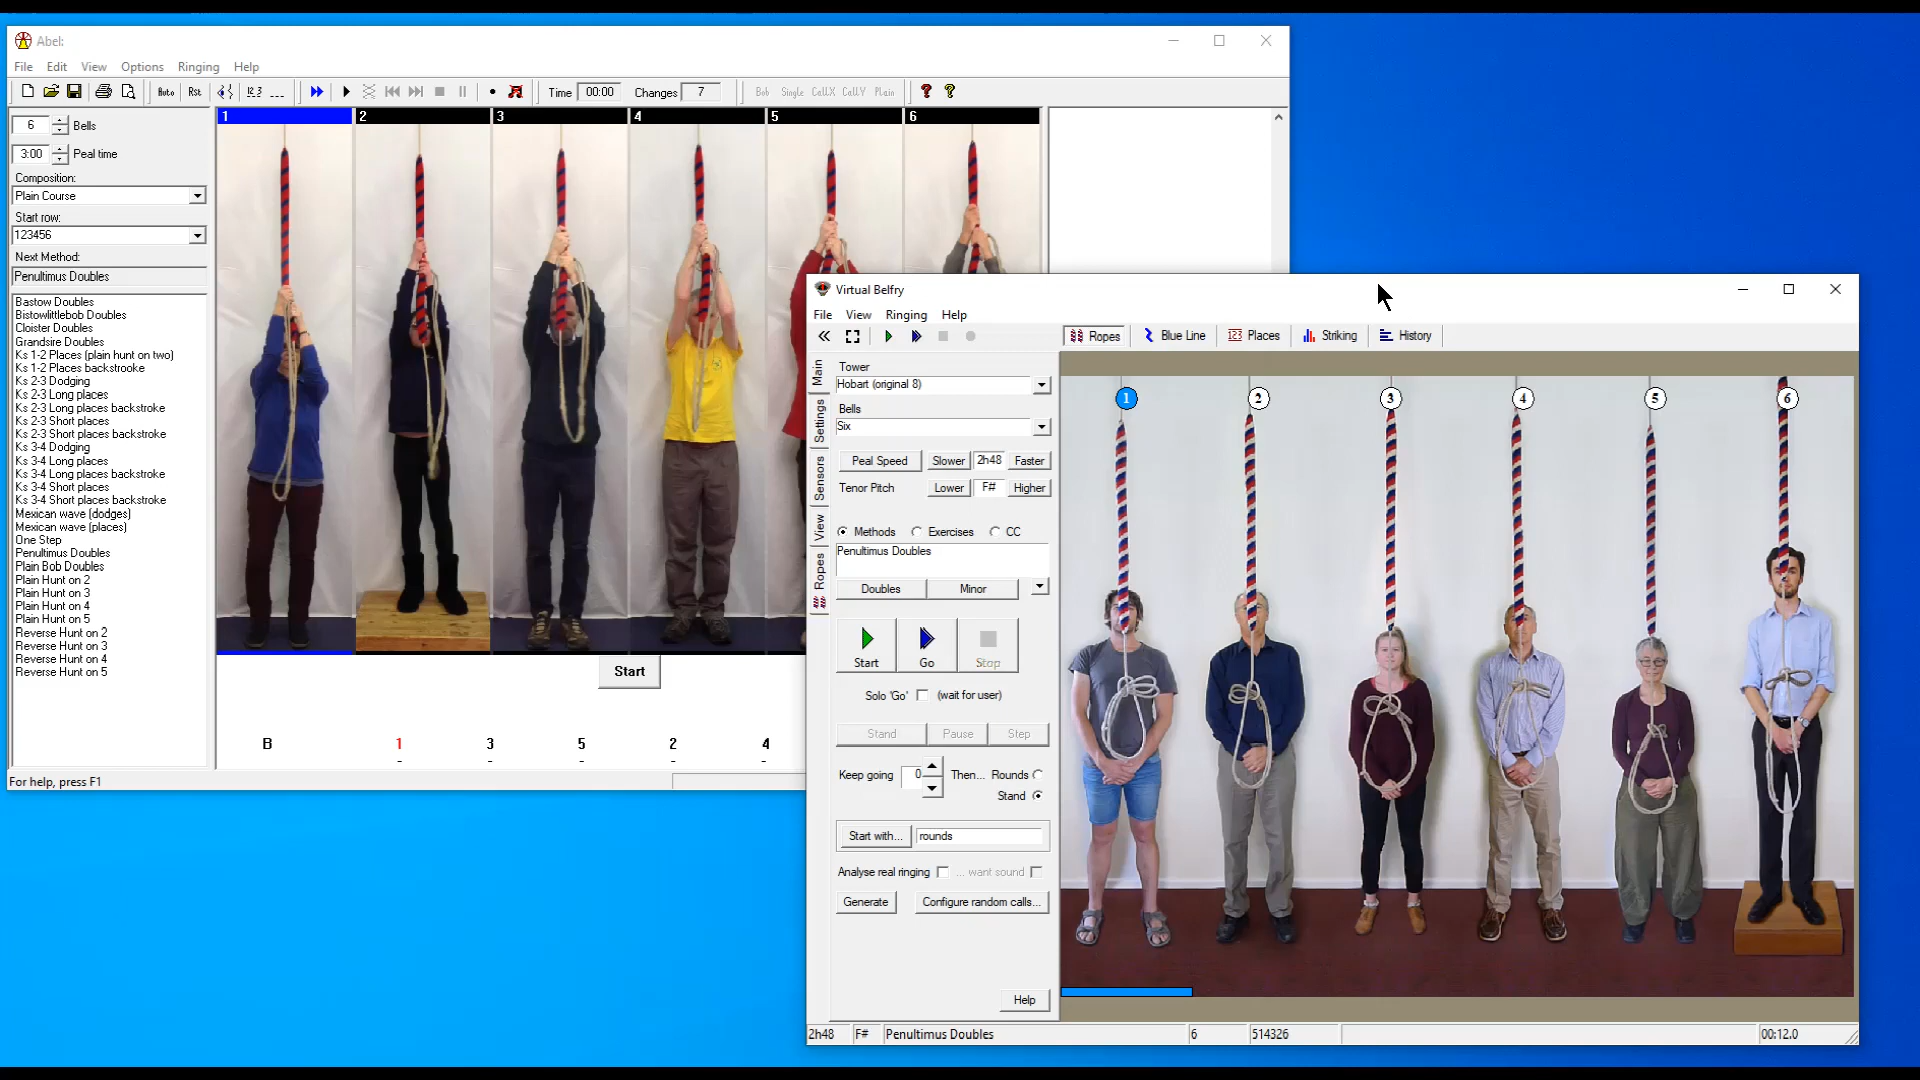 Abel:
File Edit View Options Ringing Help
Auto Rst 12.3 Time 00:00 Changes 7 Bob Single CallX CallY Plain
6 Bells
3:00 Peal time
Composition:
Plain Course
Start row:
123456
Next Method:
Penultimus Doubles
Bastow Doubles
Bistowlittlebob Doubles
Cloister Doubles
Grandsire Doubles
Ks 1-2 Places (plain hunt on two)
Ks 1-2 Places backstrooke
Ks 2-3 Dodging
Ks 2-3 Long places
Ks 2-3 Long places backstroke
Ks 2-3 Short places
Ks 2-3 Short places backstroke
Ks 3-4 Dodging
Ks 3-4 Long places
Ks 3-4 Long places backstroke
Ks 3-4 Short places
Ks 3-4 Short places backstroke
Mexican wave (dodges)
Mexican wave (places)
One Step
Penultimus Doubles
Plain Bob Doubles
Plain Hunt on 2
Plain Hunt on 3
Plain Hunt on 4
Plain Hunt on 5
Reverse Hunt on 2
Reverse Hunt on 3
Reverse Hunt on 4
Reverse Hunt on 5
For help, press F1
1 2 3 4 5 6
Start
B 1 3 5 2 4
- - - - -
Virtual Belfry
File View Ringing Help
Ropes Blue Line Places Striking History
Main
Settings
Sensors
View
Ropes
Tower
Hobart (original 8)
Bells
Six
Peal Speed Slower 2h48 Faster
Tenor Pitch Lower F# Higher
Methods Exercises CC
Penultimus Doubles
Doubles Minor
Start Go Stop
Solo 'Go' (wait for user)
Stand Pause Step
Keep going 0 Then... Rounds
Stand
Start with... rounds
Analyse real ringing ... want sound
Generate Configure random calls...
Help
1 2 3 4 5 6
2h48 F# Penultimus Doubles 6 514326 00:12.0